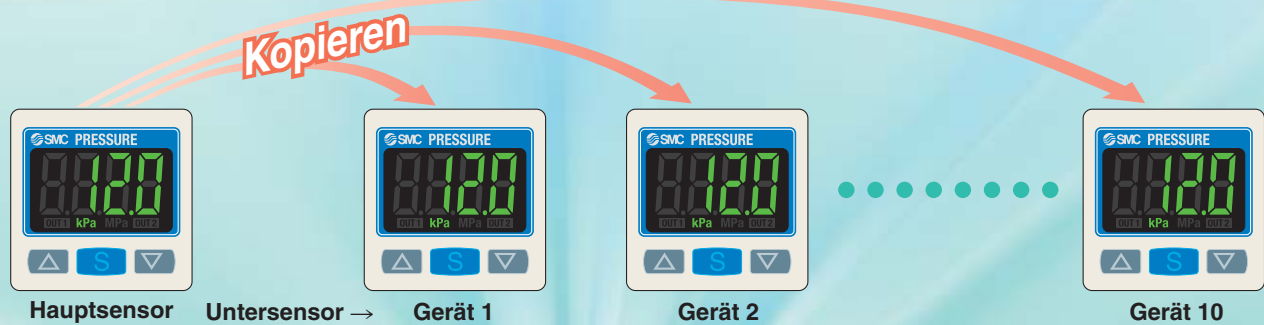 Kopieren
SMC PRESSURE SMC PRESSURE SMC PRESSURE SMC PRESSURE
12.0 12.0 12.0 12.0
OUT1 kPa MPa OUT2 OUT1 kPa MPa OUT2 OUT1 kPa MPa OUT2 OUT1 kPa MPa OUT2
△ S ▽ △ S ▽ △ S ▽ △ S ▽
Hauptsensor Untersensor → Gerät 1 Gerät 2 Gerät 10